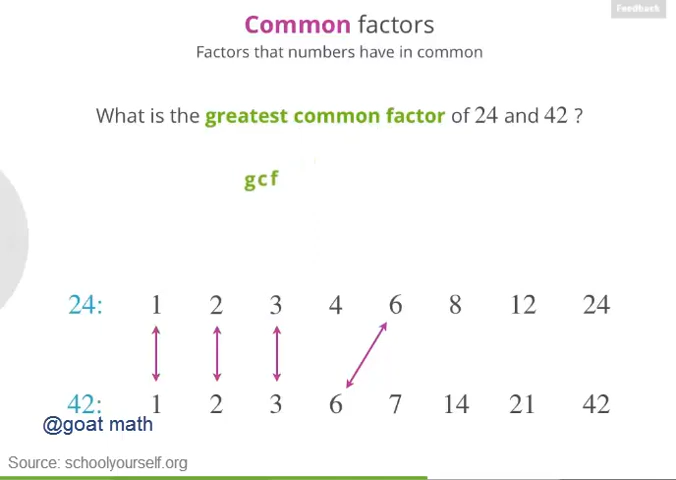 Feedback
Common factors
Factors that numbers have in common
What is the greatest common factor of 24 and 42 ?
gcf
24: 1 2 3 4 6 8 12 24
42: 1 2 3 6 7 14 21 42
@goat math
Source: schoolyourself.org